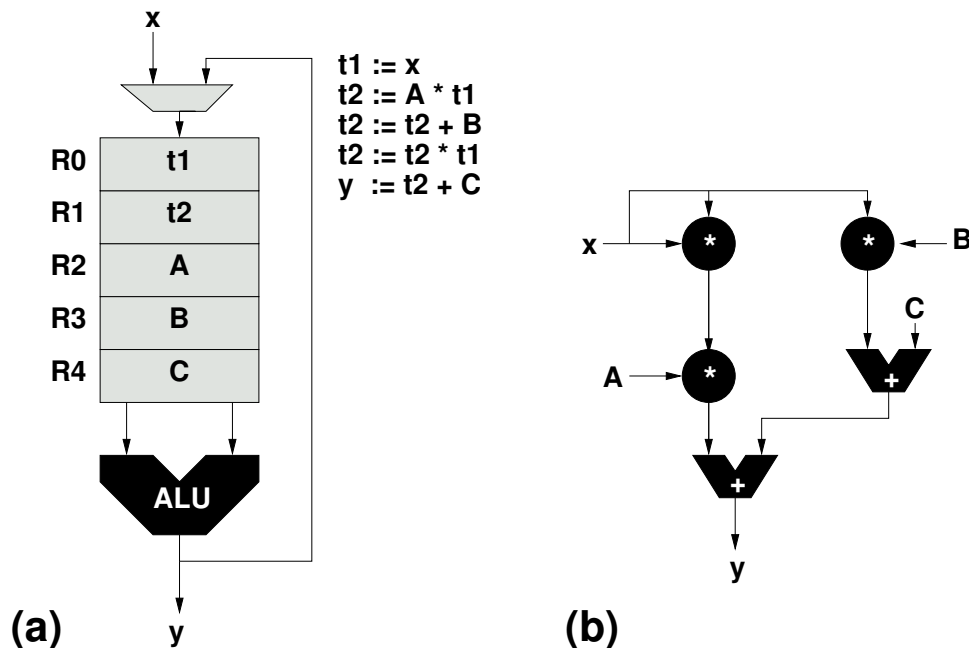 x
t1 := x
t2 := A * t1
t2 := t2 + B
t2 := t2 * t1
y := t2 + C
R0 t1
R1 t2
R2 A
R3 B
R4 C
ALU
y
(a)
x * * B
C
A * +
+
y
(b)